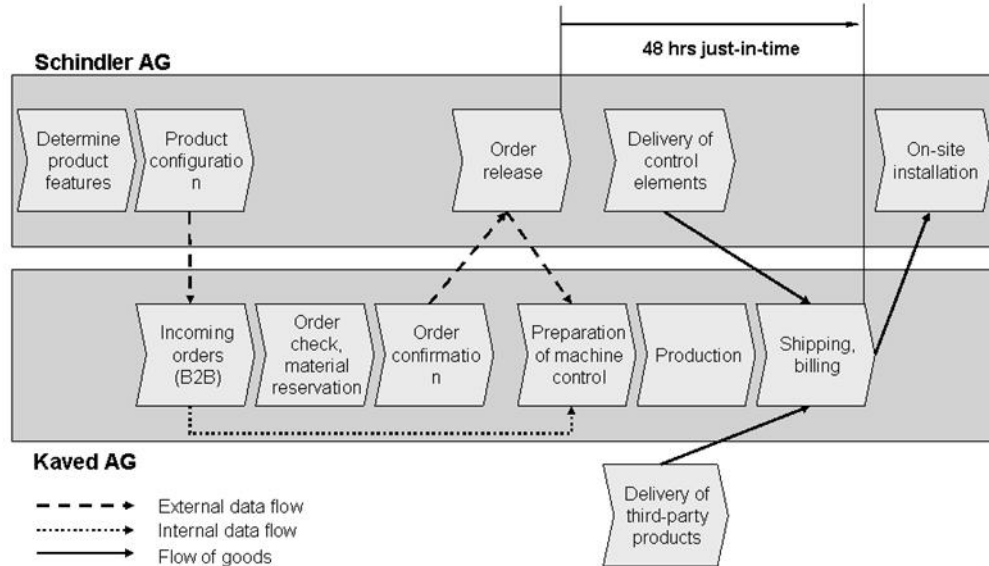 48 hrs just-in-time
Schindler AG
Determine
product
features
Product
configuratio
n
Order
release
Delivery of
control
elements
On-site
installation
Incoming
orders
(B2B)
Order
check,
material
reservation
Order
confirmatio
n
Preparation
of machine
control
Production
Shipping,
billing
Kaved AG
Delivery of
third-party
products
External data flow
Internal data flow
Flow of goods